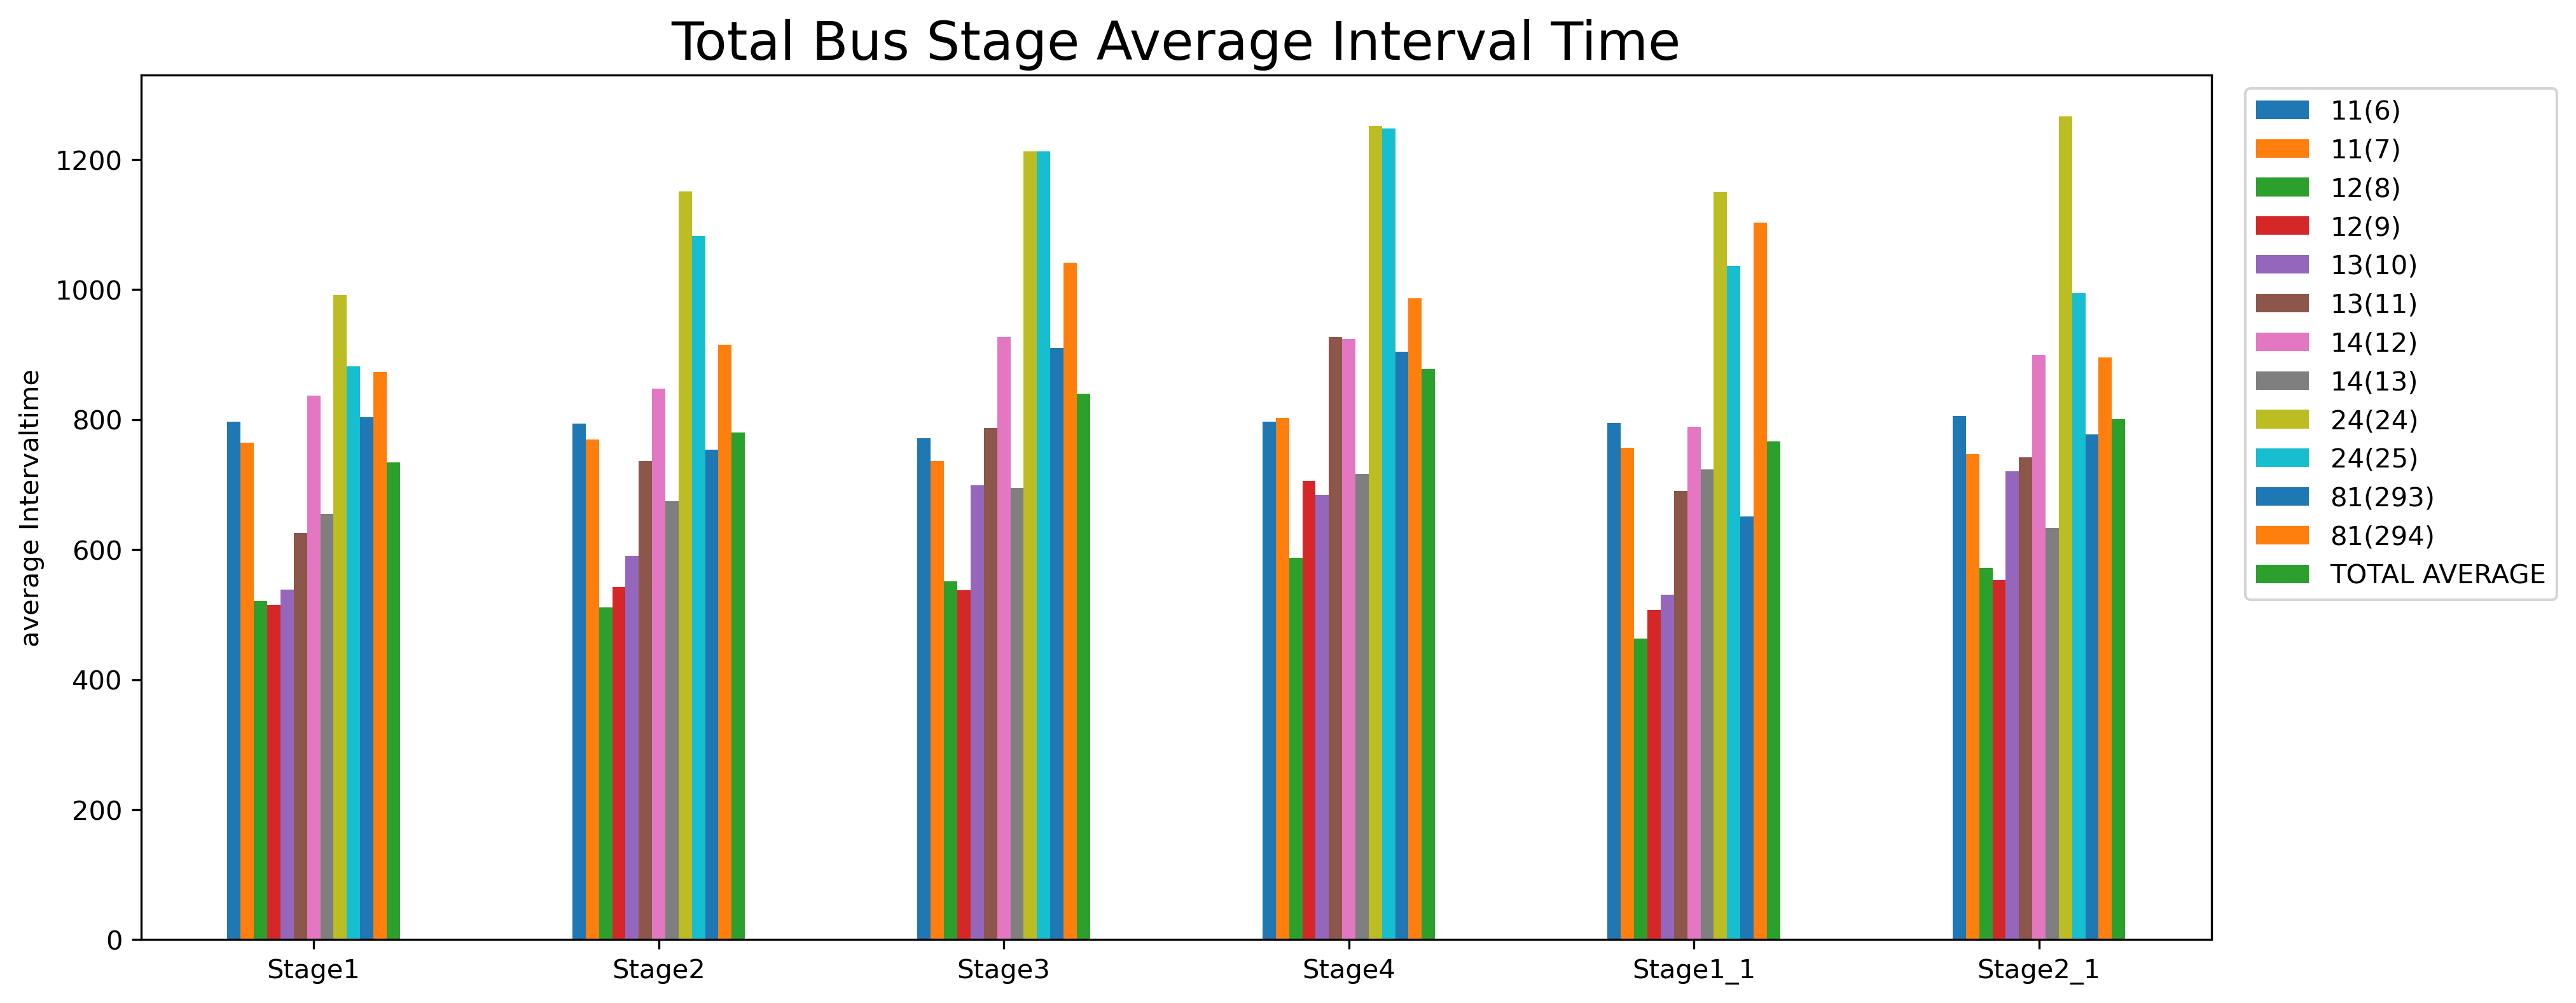 Total Bus Stage Average Interval Time
average Intervaltime
1200
1000
800
600
400
200
0
Stage1
Stage2
Stage3
Stage4
Stage1_1
Stage2_1
11(6)
11(7)
12(8)
12(9)
13(10)
13(11)
14(12)
14(13)
24(24)
24(25)
81(293)
81(294)
TOTAL AVERAGE